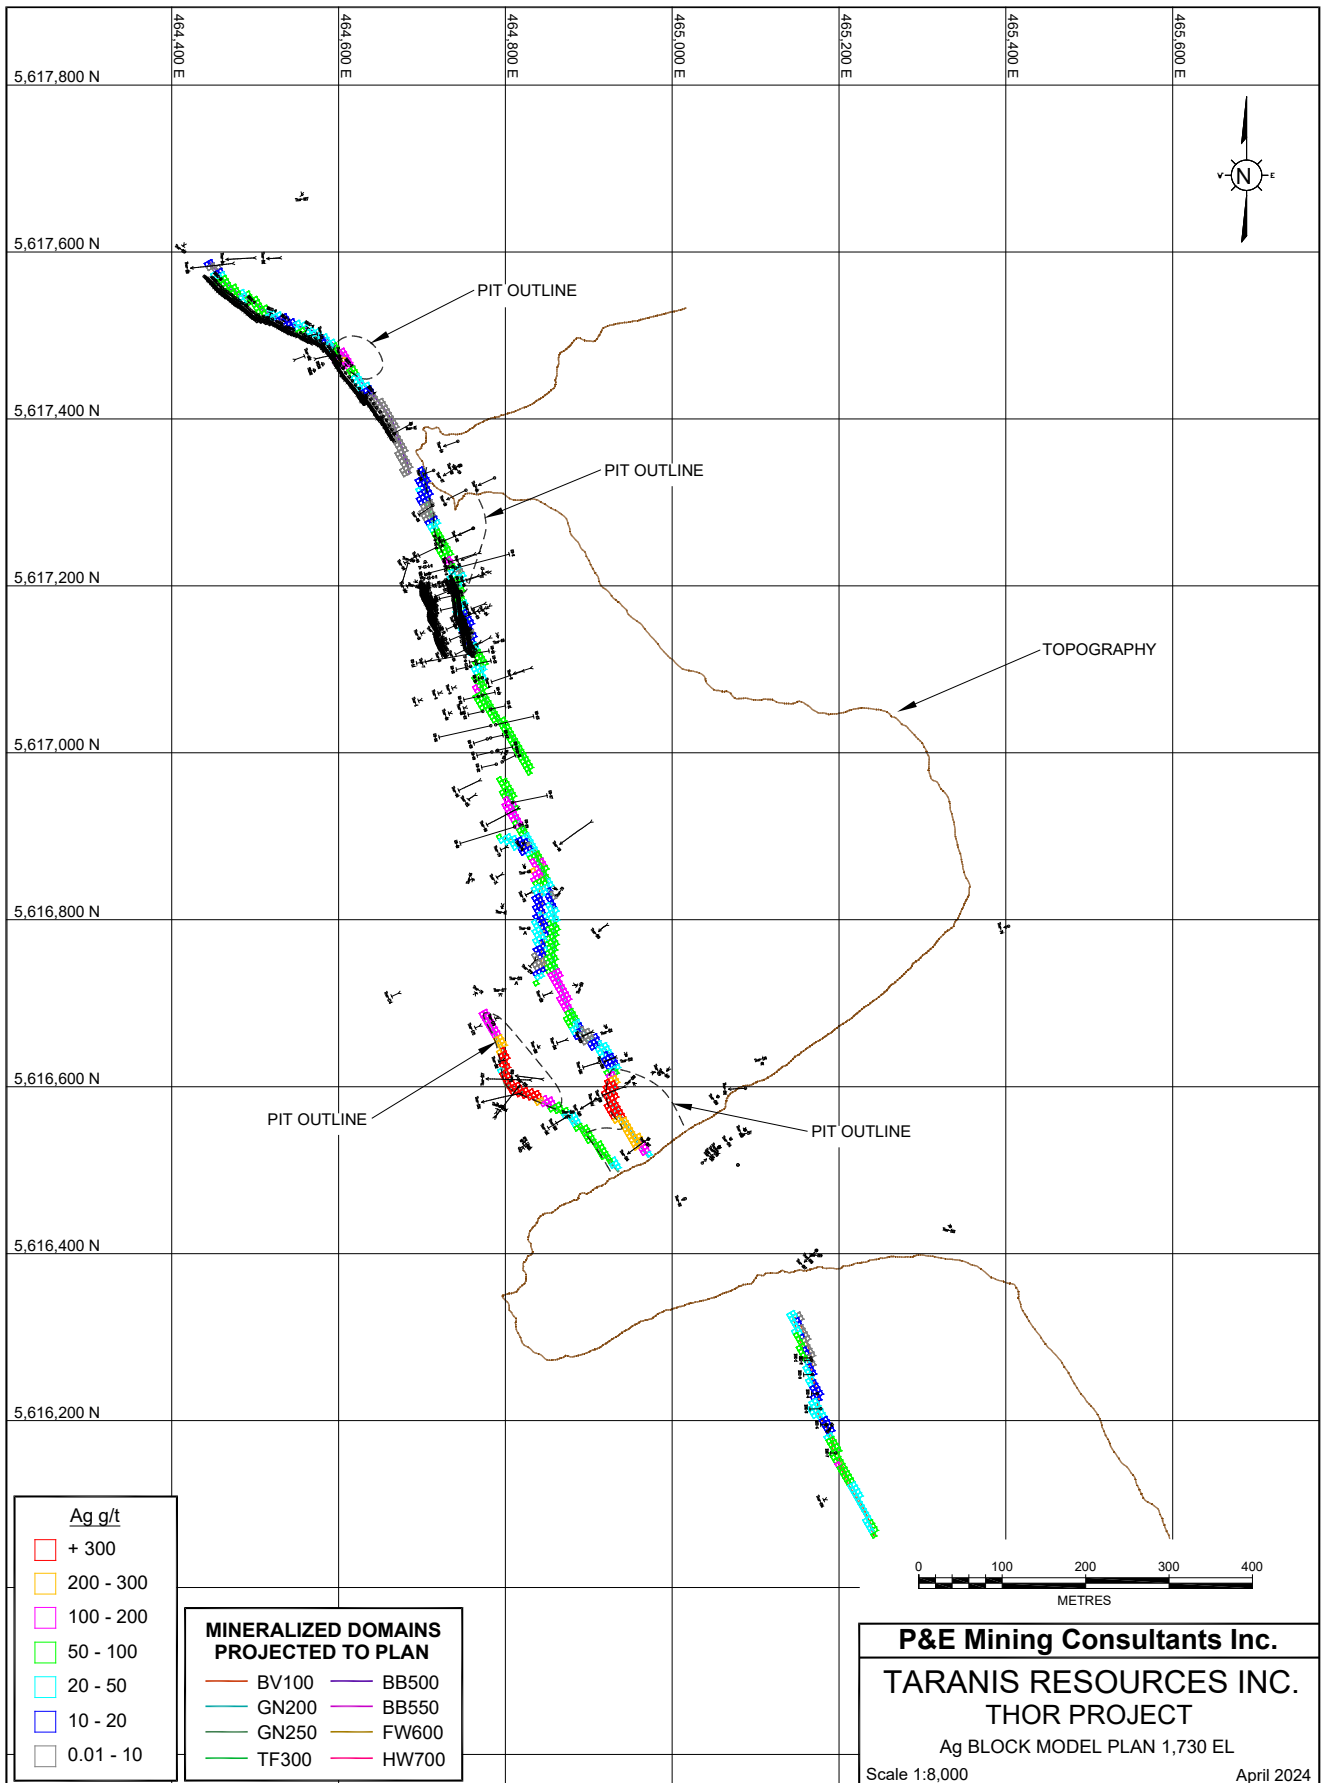 464,400 E
464,600 E
464,800 E
465,000 E
465,200 E
465,400 E
465,600 E
5,617,800 N
N
E
5,617,600 N
PIT OUTLINE
5,617,400 N
PIT OUTLINE
5,617,200 N
TOPOGRAPHY
5,617,000 N
5,616,800 N
5,616,600 N
PIT OUTLINE
PIT OUTLINE
5,616,400 N
5,616,200 N
Ag g/t
+ 300
200 - 300
100 - 200
50 - 100
20 - 50
10 - 20
0.01 - 10
MINERALIZED DOMAINS
PROJECTED TO PLAN
BV100
BB500
GN200
BB550
GN250
FW600
TF300
HW700
0 100 200 300 400
METRES
P&E Mining Consultants Inc.
TARANIS RESOURCES INC.
THOR PROJECT
Ag BLOCK MODEL PLAN 1,730 EL
Scale 1:8,000
April 2024